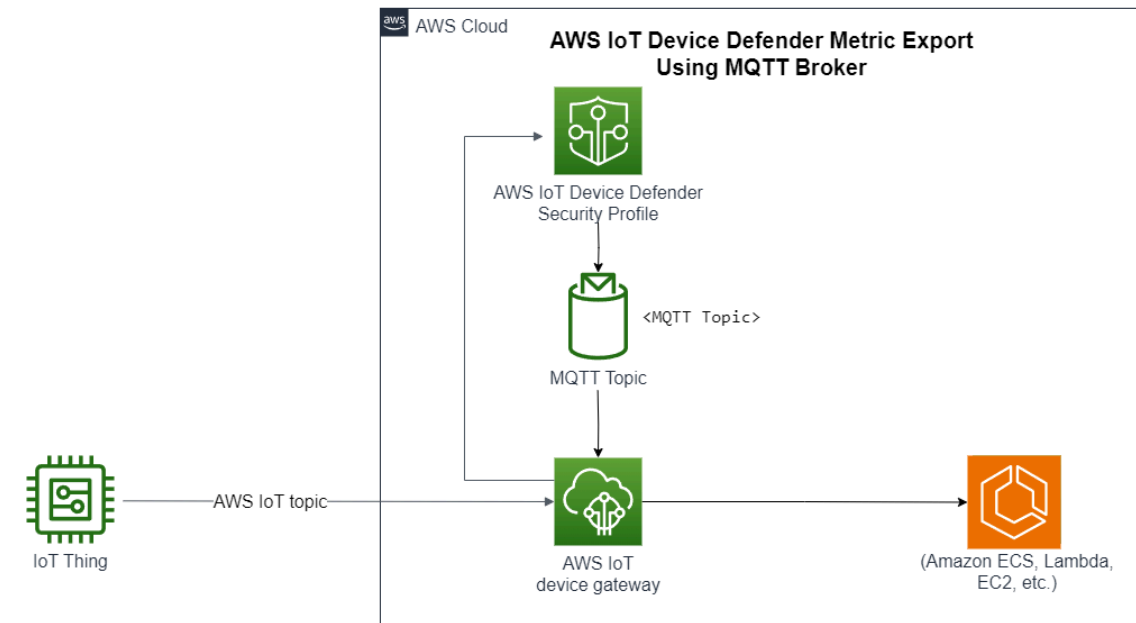 aws
AWS Cloud
AWS IoT Device Defender Metric Export
Using MQTT Broker
AWS IoT Device Defender
Security Profile
<MQTT Topic>
MQTT Topic
AWS IoT topic
IoT Thing
AWS IoT
device gateway
(Amazon ECS, Lambda,
EC2, etc.)